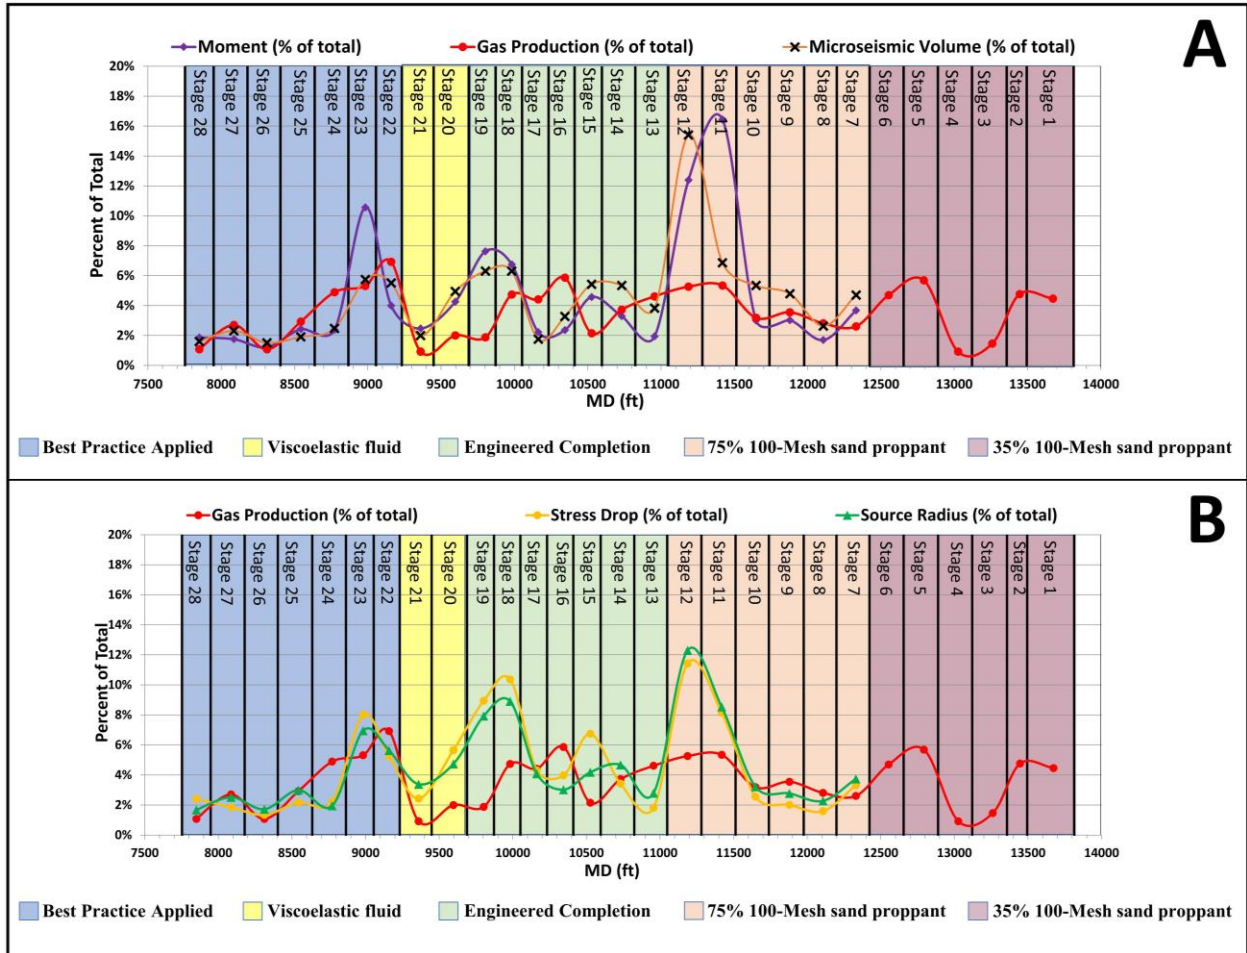 A
Moment (% of total) Gas Production (% of total) Microseismic Volume (% of total)
20%
18%
16%
14%
12%
10%
8%
6%
4%
2%
0%
Percent of Total
Stage 28
Stage 27
Stage 26
Stage 25
Stage 24
Stage 23
Stage 22
Stage 21
Stage 20
Stage 19
Stage 18
Stage 17
Stage 16
Stage 15
Stage 14
Stage 13
Stage 12
Stage 11
Stage 10
Stage 9
Stage 8
Stage 7
Stage 6
Stage 5
Stage 4
Stage 3
Stage 2
Stage 1
7500 8000 8500 9000 9500 10000 10500 11000 11500 12000 12500 13000 13500 14000
MD (ft)
Best Practice Applied Viscoelastic fluid Engineered Completion 75% 100-Mesh sand proppant 35% 100-Mesh sand proppant
B
Gas Production (% of total) Stress Drop (% of total) Source Radius (% of total)
20%
18%
16%
14%
12%
10%
8%
6%
4%
2%
0%
Percent of Total
Stage 28
Stage 27
Stage 26
Stage 25
Stage 24
Stage 23
Stage 22
Stage 21
Stage 20
Stage 19
Stage 18
Stage 17
Stage 16
Stage 15
Stage 14
Stage 13
Stage 12
Stage 11
Stage 10
Stage 9
Stage 8
Stage 7
Stage 6
Stage 5
Stage 4
Stage 3
Stage 2
Stage 1
7500 8000 8500 9000 9500 10000 10500 11000 11500 12000 12500 13000 13500 14000
MD (ft)
Best Practice Applied Viscoelastic fluid Engineered Completion 75% 100-Mesh sand proppant 35% 100-Mesh sand proppant